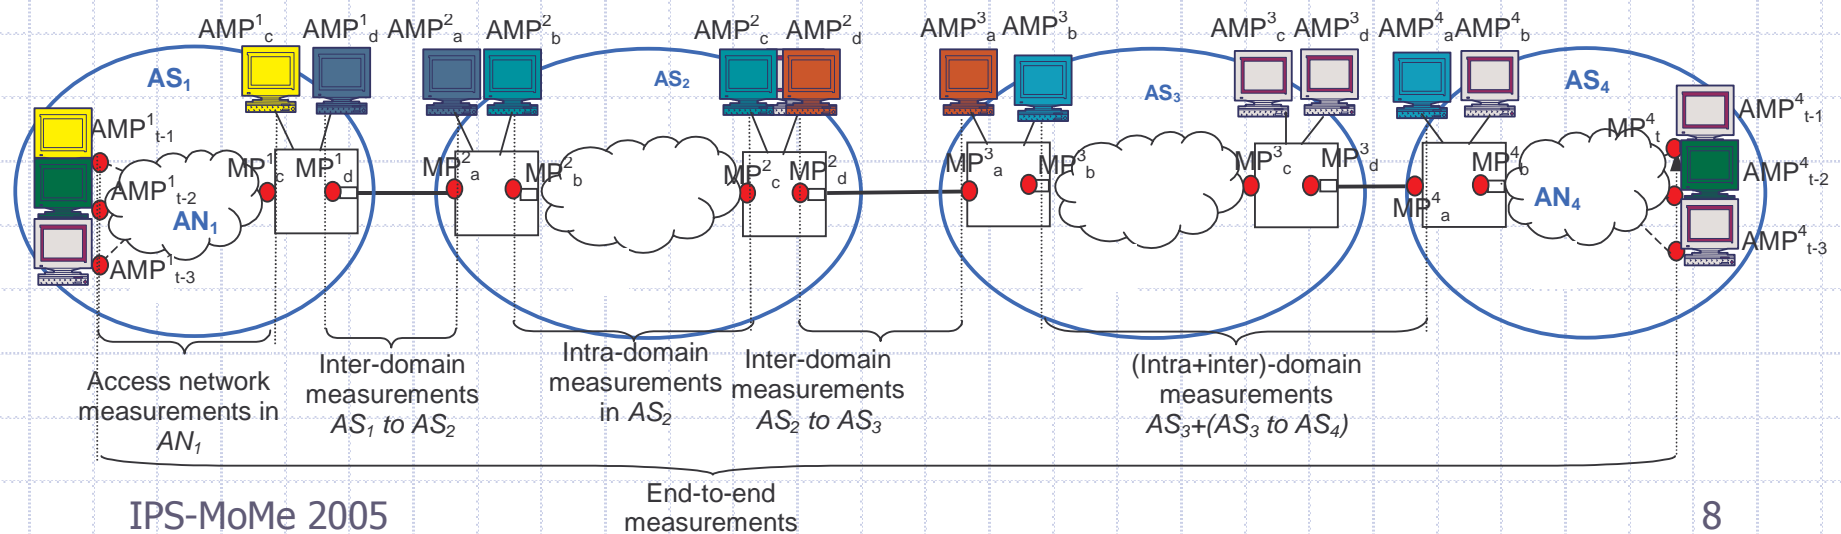 AMP¹c AMP¹d AMP²a AMP²b AMP²c AMP²d AMP³a AMP³b AMP³c AMP³d AMP⁴a AMP⁴b
AS₁ AS₂ AS₃ AS₄
AMP¹t-1 MP⁴t AMP⁴t-1
MP¹c MP¹d MP²a MP²b MP²c MP²d MP³a MP³b MP³c MP³d MP⁴a MP⁴b
AMP¹t-2 AMP⁴t-2
AN₁ AN₄
AMP¹t-3 AMP⁴t-3
Access network
measurements in
AN₁
Inter-domain
measurements
AS₁ to AS₂
Intra-domain
measurements
in AS₂
Inter-domain
measurements
AS₂ to AS₃
(Intra+inter)-domain
measurements
AS₃+(AS₃ to AS₄)
End-to-end
measurements
IPS-MoMe 2005
8